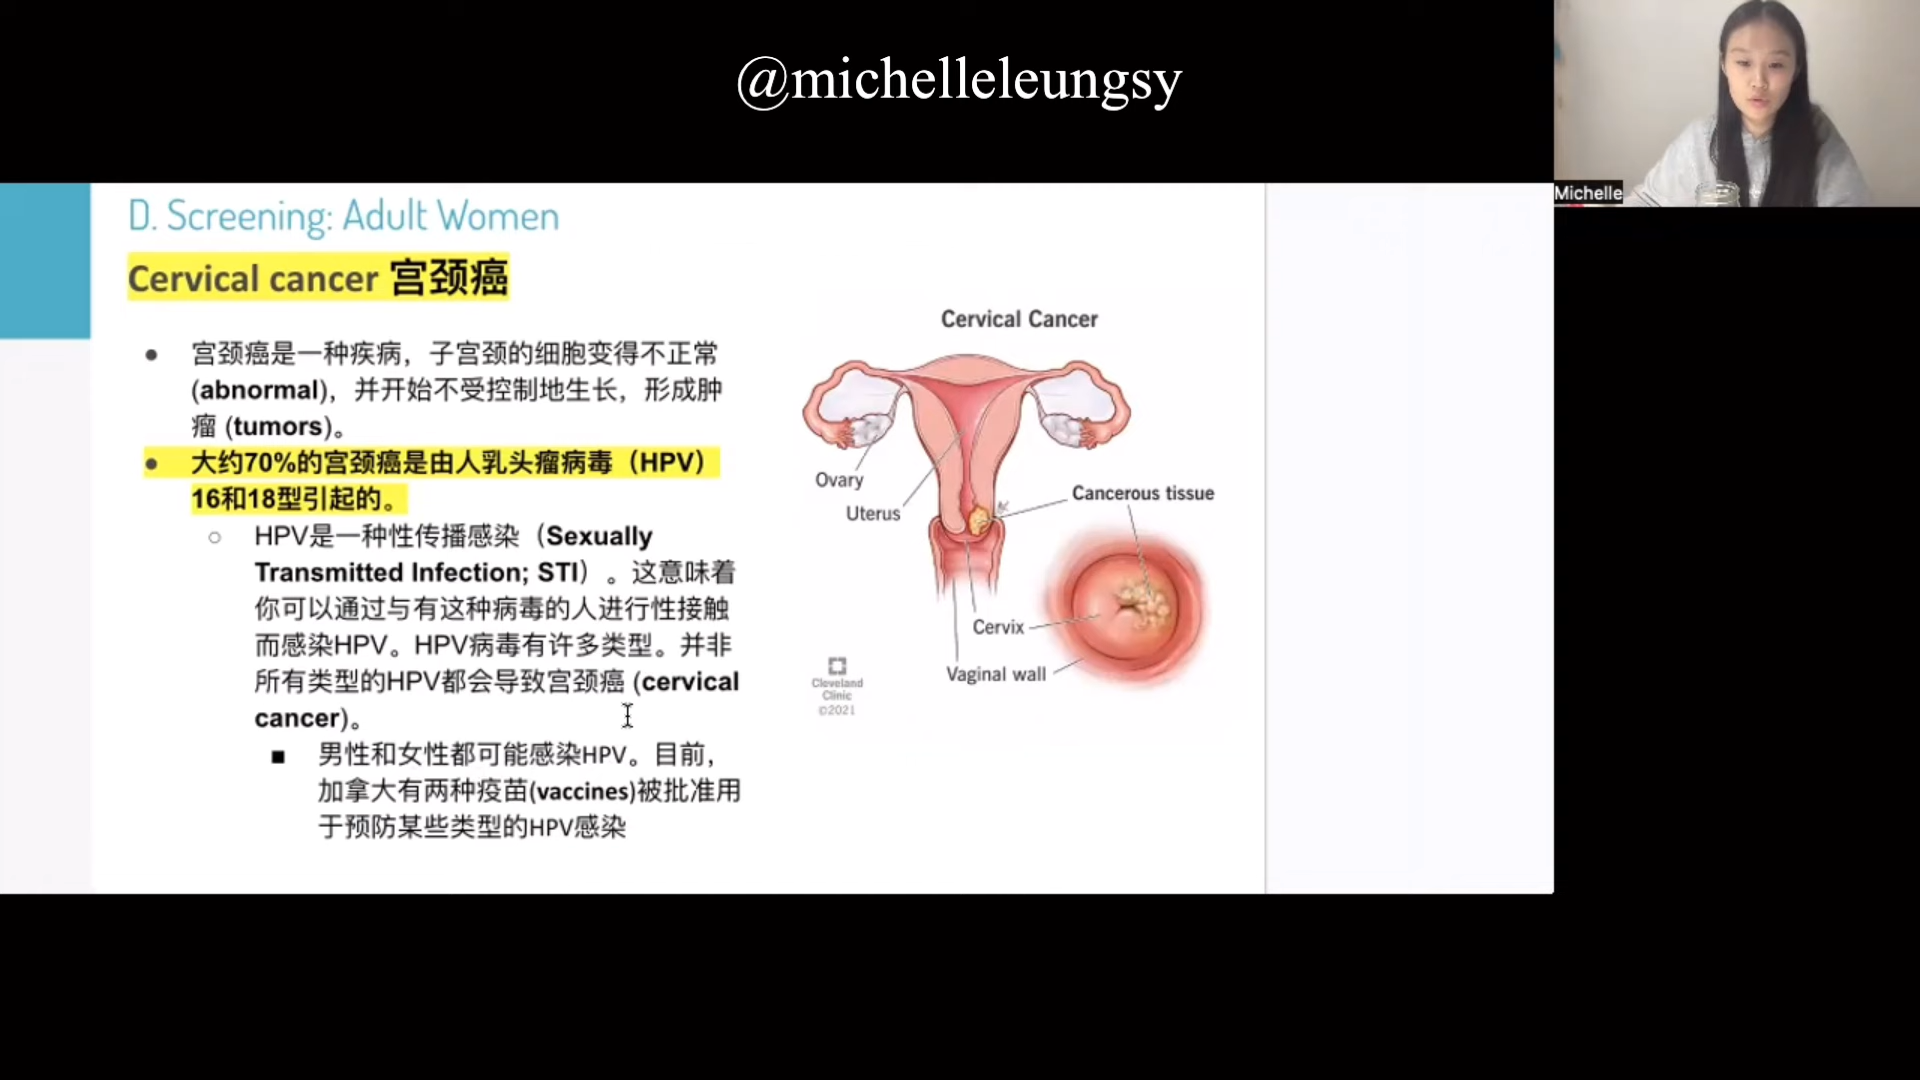 @michelleleungsy
Michelle
D. Screening: Adult Women
Cervical cancer 宫颈癌
● 宫颈癌是一种疾病，子宫颈的细胞变得不正常
(abnormal)，并开始不受控制地生长，形成肿
瘤 (tumors)。
● 大约70%的宫颈癌是由人乳头瘤病毒（HPV）
16和18型引起的。
○ HPV是一种性传播感染（Sexually
Transmitted Infection; STI）。这意味着
你可以通过与有这种病毒的人进行性接触
而感染HPV。HPV病毒有许多类型。并非
所有类型的HPV都会导致宫颈癌 (cervical
cancer)。
■ 男性和女性都可能感染HPV。目前，
加拿大有两种疫苗(vaccines)被批准用
于预防某些类型的HPV感染
Cervical Cancer
Ovary
Uterus
Cancerous tissue
Cervix
Vaginal wall
Cleveland
Clinic
©2021